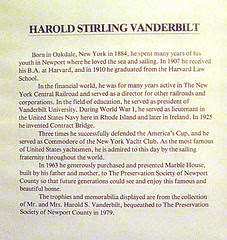 HAROLD STIRLING VANDERBILT
Born in Oakdale, New York in 1884, he spent many years of his
youth in Newport where he loved the sea and sailing. In 1907 he received
his B.A. at Harvard, and in 1910 he graduated from the Harvard Law
School.
In the financial world, he was for many years active in The New
York Central Railroad and served as a director for other railroads and
corporations. In the field of education, he served as president of
Vanderbilt University. During World War I, he served as lieutenant in
the United States Navy here in Rhode Island and later in Ireland. In 1925
he invented Contract Bridge.
Three times he successfully defended the America's Cup, and he
served as Commodore of the New York Yacht Club. As the most famous
of United States yachtsmen, he is admitted to this day by the sailing
fraternity throughout the world.
In 1963 he generously purchased and presented Marble House,
built by his father and mother, to The Preservation Society of Newport
County so that future generations could see and enjoy this famous and
beautiful home.
The trophies and memorabilia displayed are from the collection
of Mr. and Mrs. Harold S. Vanderbilt, bequeathed to The Preservation
Society of Newport County in 1979.